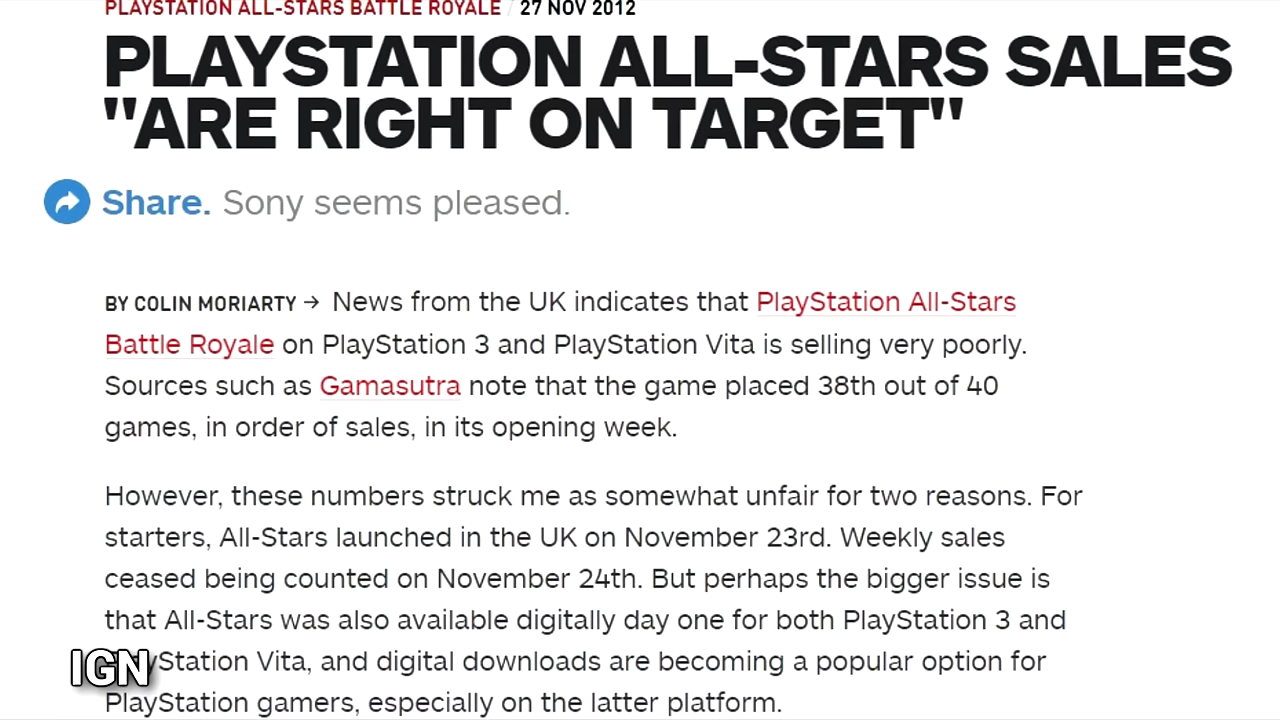 PLAYSTATION ALL-STARS BATTLE ROYALE / 27 NOV 2012
PLAYSTATION ALL-STARS SALES
"ARE RIGHT ON TARGET"
Share. Sony seems pleased.
BY COLIN MORIARTY → News from the UK indicates that PlayStation All-Stars
Battle Royale on PlayStation 3 and PlayStation Vita is selling very poorly.
Sources such as Gamasutra note that the game placed 38th out of 40
games, in order of sales, in its opening week.
However, these numbers struck me as somewhat unfair for two reasons. For
starters, All-Stars launched in the UK on November 23rd. Weekly sales
ceased being counted on November 24th. But perhaps the bigger issue is
that All-Stars was also available digitally day one for both PlayStation 3 and
yStation Vita, and digital downloads are becoming a popular option for
IGN
PlayStation gamers, especially on the latter platform.